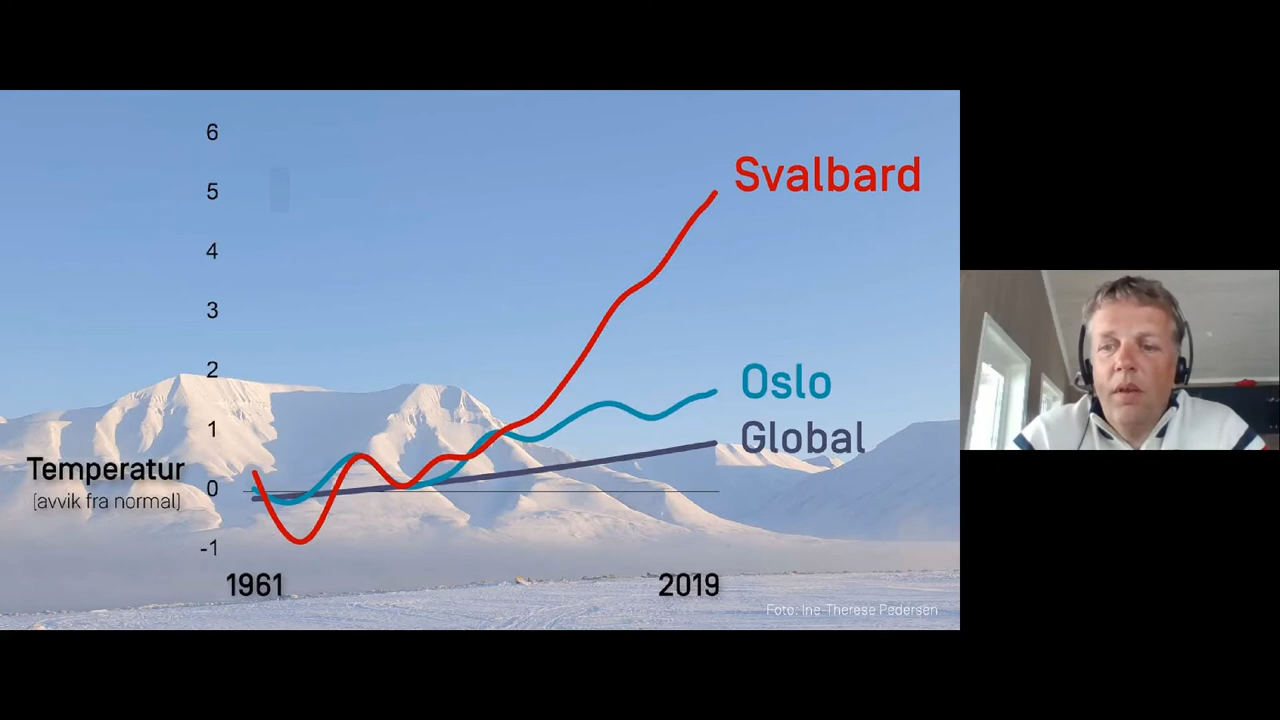 6
5
4
3
2
1
0
-1
Temperatur
(avvik fra normal)
1961
2019
Svalbard
Oslo
Global
Foto: Ine-Therese Pedersen